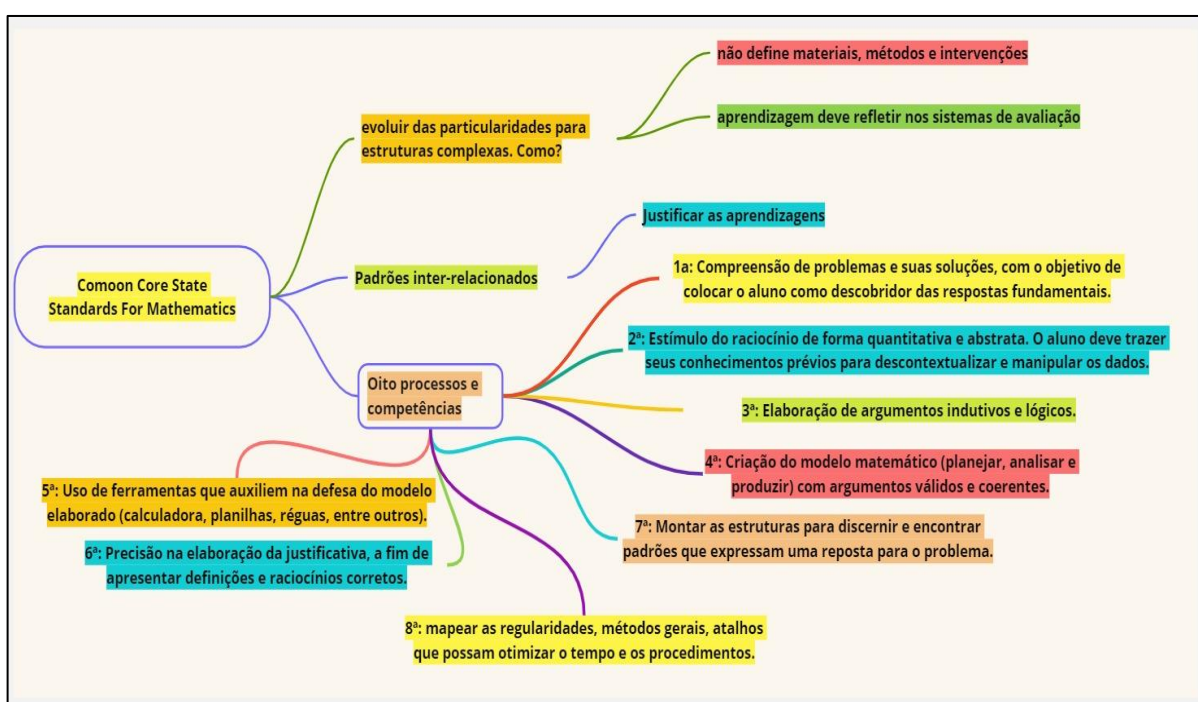 não define materiais, métodos e intervenções
aprendizagem deve refletir nos sistemas de avaliação
evoluir das particularidades para
estruturas complexas. Como?
Justificar as aprendizagens
Padrões inter-relacionados
Comoon Core State
Standards For Mathematics
Oito processos e
competências
1a: Compreensão de problemas e suas soluções, com o objetivo de
colocar o aluno como descobridor das respostas fundamentais.
2ª: Estímulo do raciocínio de forma quantitativa e abstrata. O aluno deve trazer
seus conhecimentos prévios para descontextualizar e manipular os dados.
3ª: Elaboração de argumentos indutivos e lógicos.
4ª: Criação do modelo matemático (planejar, analisar e
produzir) com argumentos válidos e coerentes.
5ª: Uso de ferramentas que auxiliem na defesa do modelo
elaborado (calculadora, planilhas, réguas, entre outros).
6ª: Precisão na elaboração da justificativa, a fim de
apresentar definições e raciocínios corretos.
7ª: Montar as estruturas para discernir e encontrar
padrões que expressam uma reposta para o problema.
8ª: mapear as regularidades, métodos gerais, atalhos
que possam otimizar o tempo e os procedimentos.